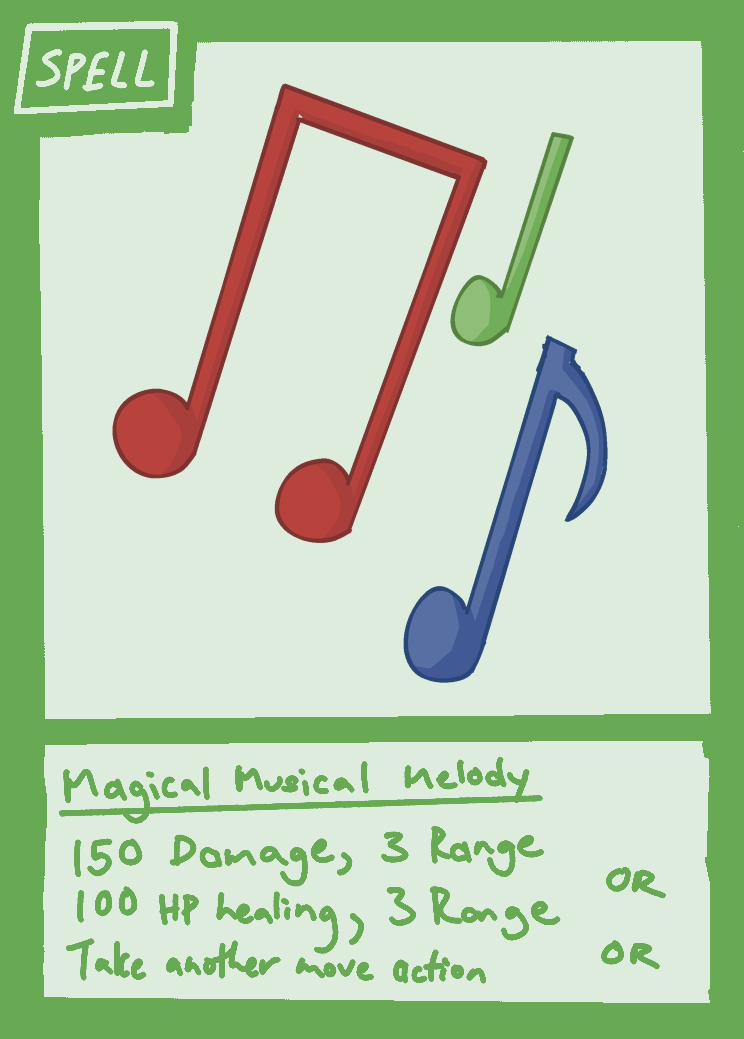 SPELL
Magical Musical Melody
150 Damage, 3 Range
OR
100 HP healing, 3 Range
OR
Take another move action